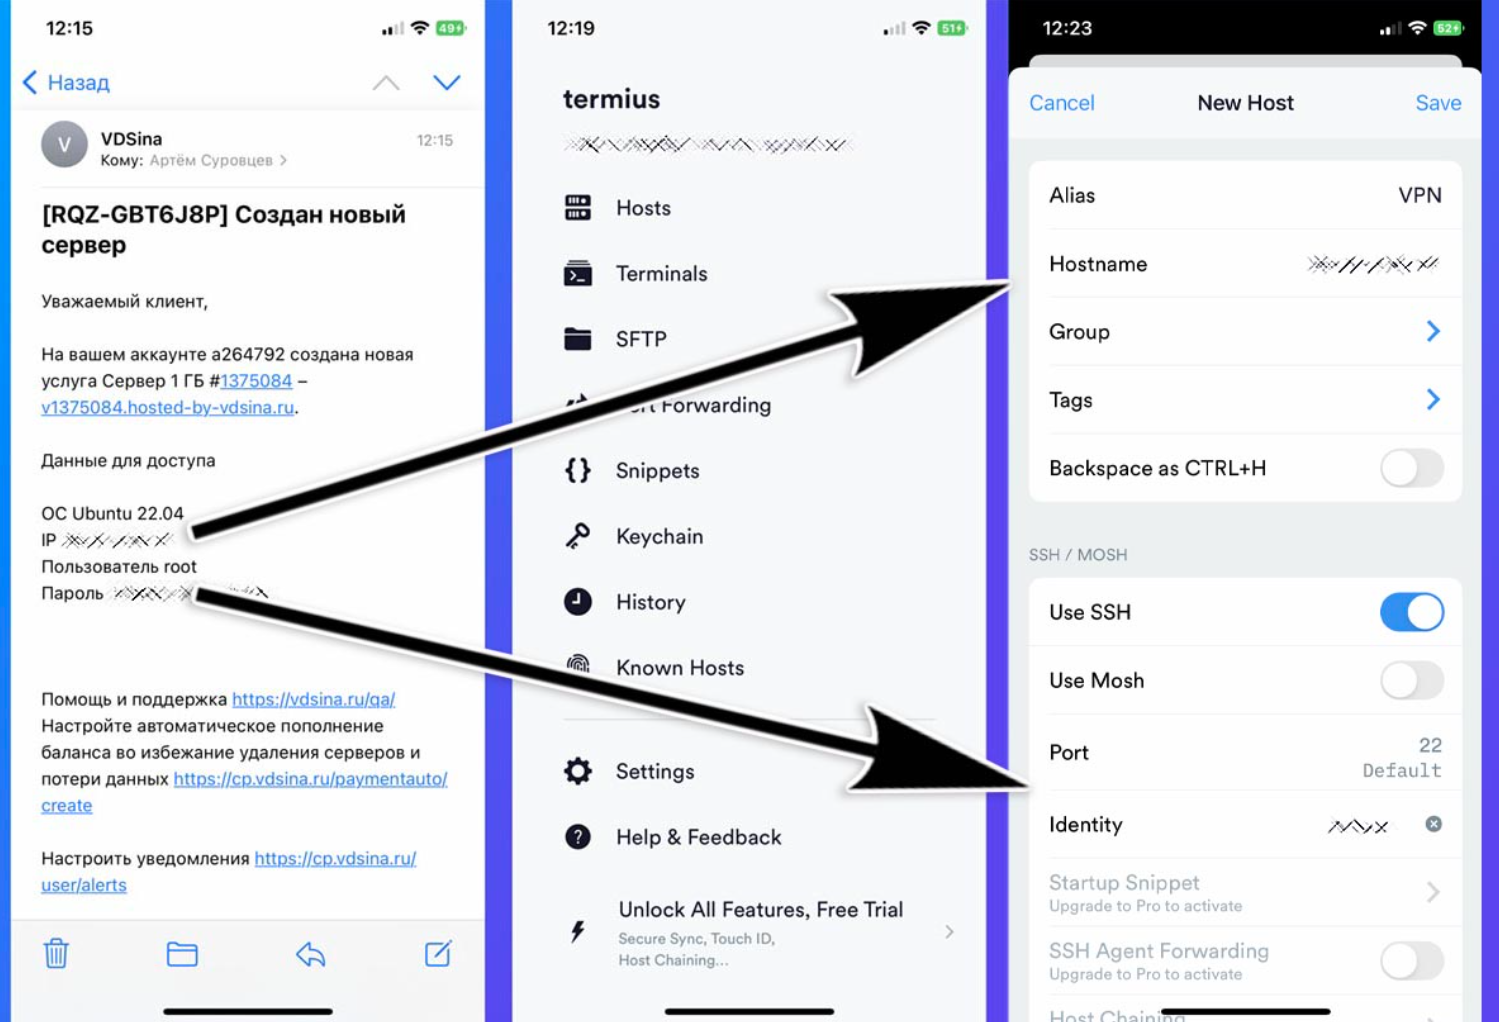 12:15
49
Назад
V
VDSina
12:15
Кому: Артём Суровцев
[RQZ-GBT6J8P] Создан новый
сервер
Уважаемый клиент,
На вашем аккаунте a264792 создана новая
услуга Сервер 1 ГБ #1375084 –
v1375084.hosted-by-vdsina.ru.
Данные для доступа
ОС Ubuntu 22.04
IP
Пользователь root
Пароль
Помощь и поддержка https://vdsina.ru/qa/
Настройте автоматическое пополнение
баланса во избежание удаления серверов и
потери данных https://cp.vdsina.ru/paymentauto/
create
Настроить уведомления https://cp.vdsina.ru/
user/alerts
12:19
51
termius
Hosts
Terminals
SFTP
Forwarding
Snippets
Keychain
History
Known Hosts
Settings
Help & Feedback
Unlock All Features, Free Trial
Secure Sync, Touch ID,
Host Chaining...
12:23
52
Cancel
New Host
Save
Alias
VPN
Hostname
Group
Tags
Backspace as CTRL+H
SSH / MOSH
Use SSH
Use Mosh
Port
22
Default
Identity
Startup Snippet
Upgrade to Pro to activate
SSH Agent Forwarding
Upgrade to Pro to activate
Host Chaining